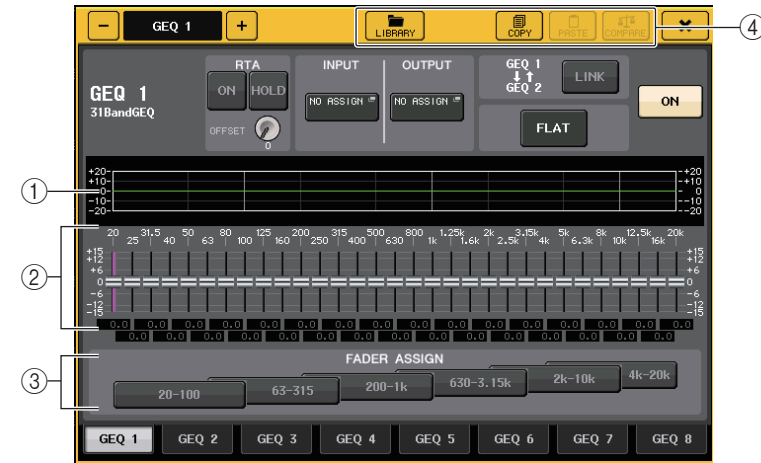 − GEQ 1 + LIBRARY COPY PASTE COMPARE × ④
GEQ 1
31BandGEQ
RTA
ON HOLD
OFFSET
0
INPUT OUTPUT
NO ASSIGN NO ASSIGN
GEQ 1
↓↑
GEQ 2
LINK
FLAT
ON
①
+20 +20
+10 +10
0 0
-10 -10
-20 -20
②
20 31.5 50 80 125 200 315 500 800 1.25k 2k 3.15k 5k 8k 12.5k 20k
25 40 63 100 160 250 400 630 1k 1.6k 2.5k 4k 6.3k 10k 16k
+15 +15
+12 +12
+6 +6
0 0
-6 -6
-12 -12
-15 -15
0.0 0.0 0.0 0.0 0.0 0.0 0.0 0.0 0.0 0.0 0.0 0.0 0.0 0.0 0.0 0.0
0.0 0.0 0.0 0.0 0.0 0.0 0.0 0.0 0.0 0.0 0.0 0.0 0.0 0.0 0.0
③
FADER ASSIGN
20-100 63-315 200-1k 630-3.15k 2k-10k 4k-20k
GEQ 1 GEQ 2 GEQ 3 GEQ 4 GEQ 5 GEQ 6 GEQ 7 GEQ 8